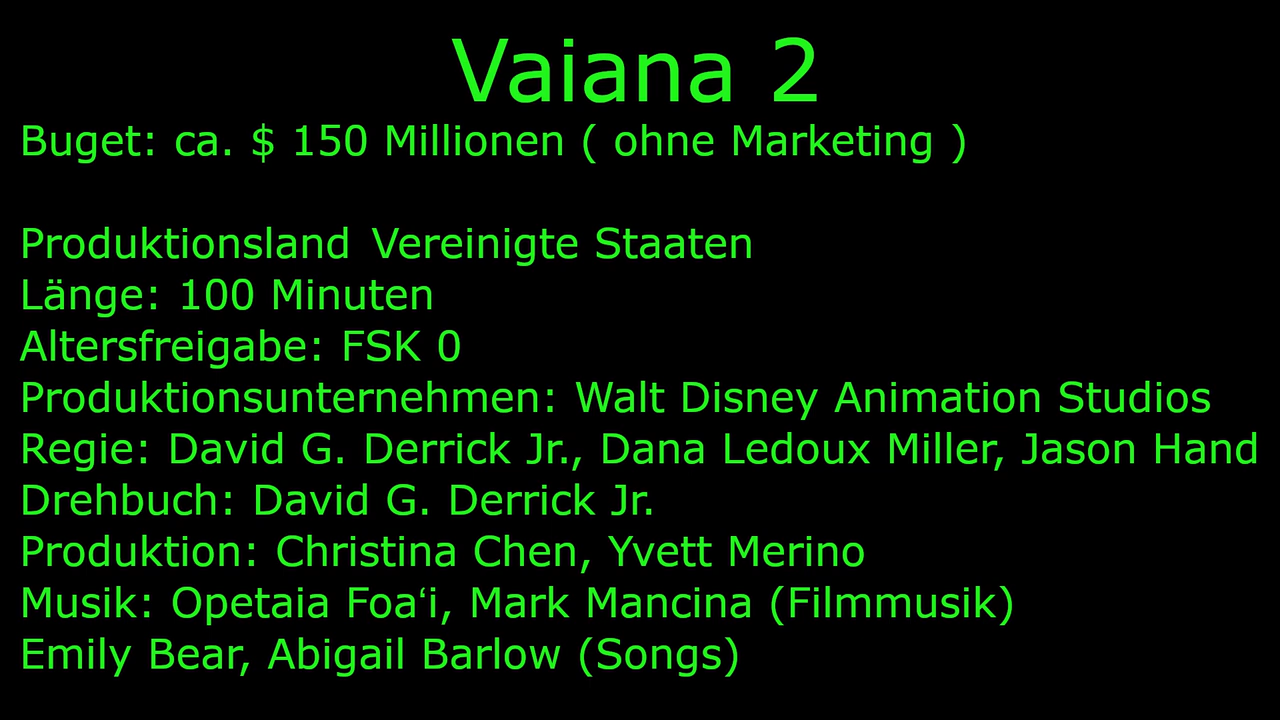 Vaiana 2
Buget: ca. $ 150 Millionen ( ohne Marketing )
Produktionsland Vereinigte Staaten
Länge: 100 Minuten
Altersfreigabe: FSK 0
Produktionsunternehmen: Walt Disney Animation Studios
Regie: David G. Derrick Jr., Dana Ledoux Miller, Jason Hand
Drehbuch: David G. Derrick Jr.
Produktion: Christina Chen, Yvett Merino
Musik: Opetaia Foaʻi, Mark Mancina (Filmmusik)
Emily Bear, Abigail Barlow (Songs)